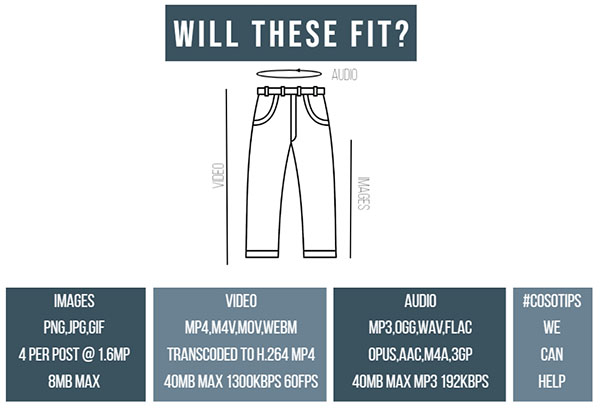 WILL THESE FIT?
AUDIO
VIDEO
IMAGES
IMAGES
PNG,JPG,GIF
4 PER POST @ 1.6MP
8MB MAX
VIDEO
MP4,M4V,MOV,WEBM
TRANSCODED TO H.264 MP4
40MB MAX 1300KBPS 60FPS
AUDIO
MP3,OGG,WAV,FLAC
OPUS,AAC,M4A,3GP
40MB MAX MP3 192KBPS
#COSOTIPS
WE
CAN
HELP